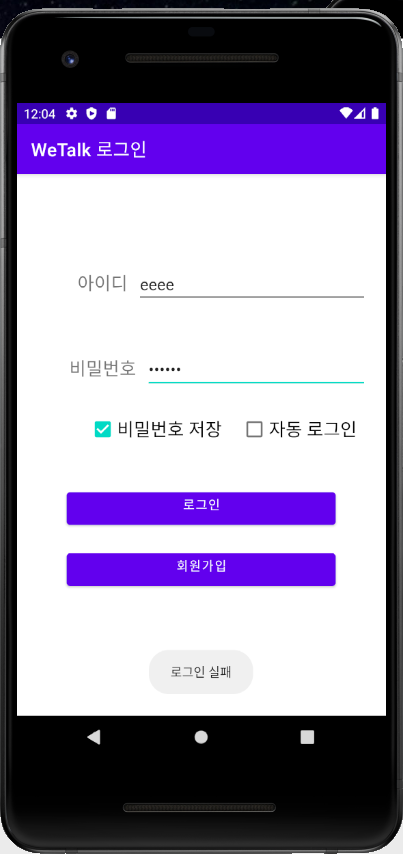 12:04
WeTalk 로그인
아이디 eeee
비밀번호 ••••••
비밀번호 저장 자동 로그인
로그인
회원가입
로그인 실패